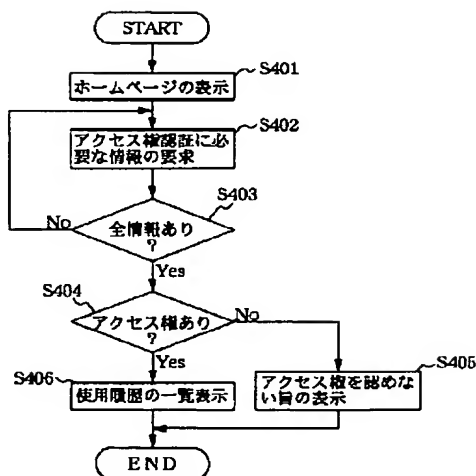 START
S401
ホームページの表示
S402
アクセス権認証に必
要な情報の要求
S403
No
全情報あり
?
Yes
S404
No
アクセス権あり
?
Yes
S406
S405
使用履歴の一覧表示
アクセス権を認めな
い旨の表示
END